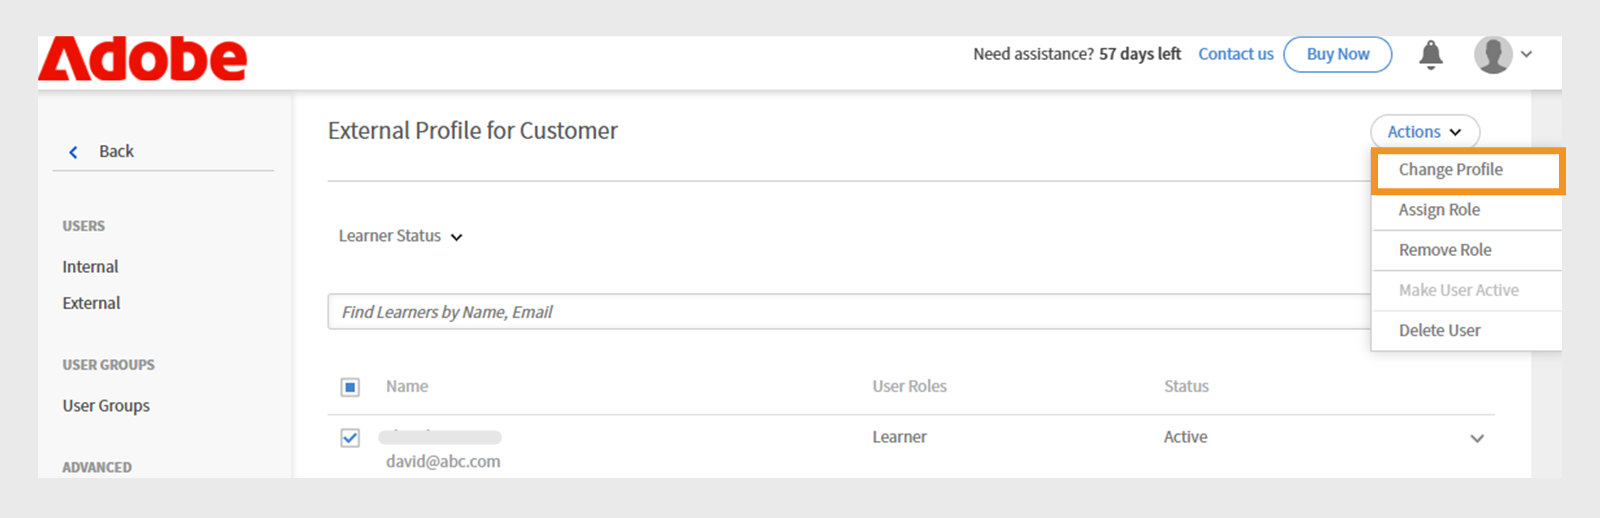 Adobe
Need assistance? 57 days left Contact us Buy Now
Back
USERS
Internal
External
USER GROUPS
User Groups
ADVANCED
External Profile for Customer
Actions
Change Profile
Assign Role
Remove Role
Make User Active
Delete User
Learner Status
Find Learners by Name, Email
Name User Roles Status
Learner Active
david@abc.com